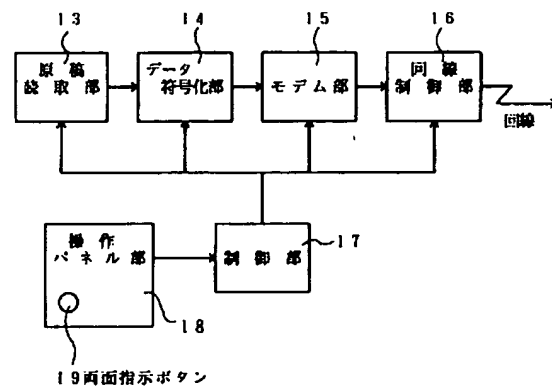 13
14
15
16
原稿
読取部
データ
符号化部
モデム部
回線
制御部
回線
操作
パネル部
制御部
17
18
19両面指示ボタン